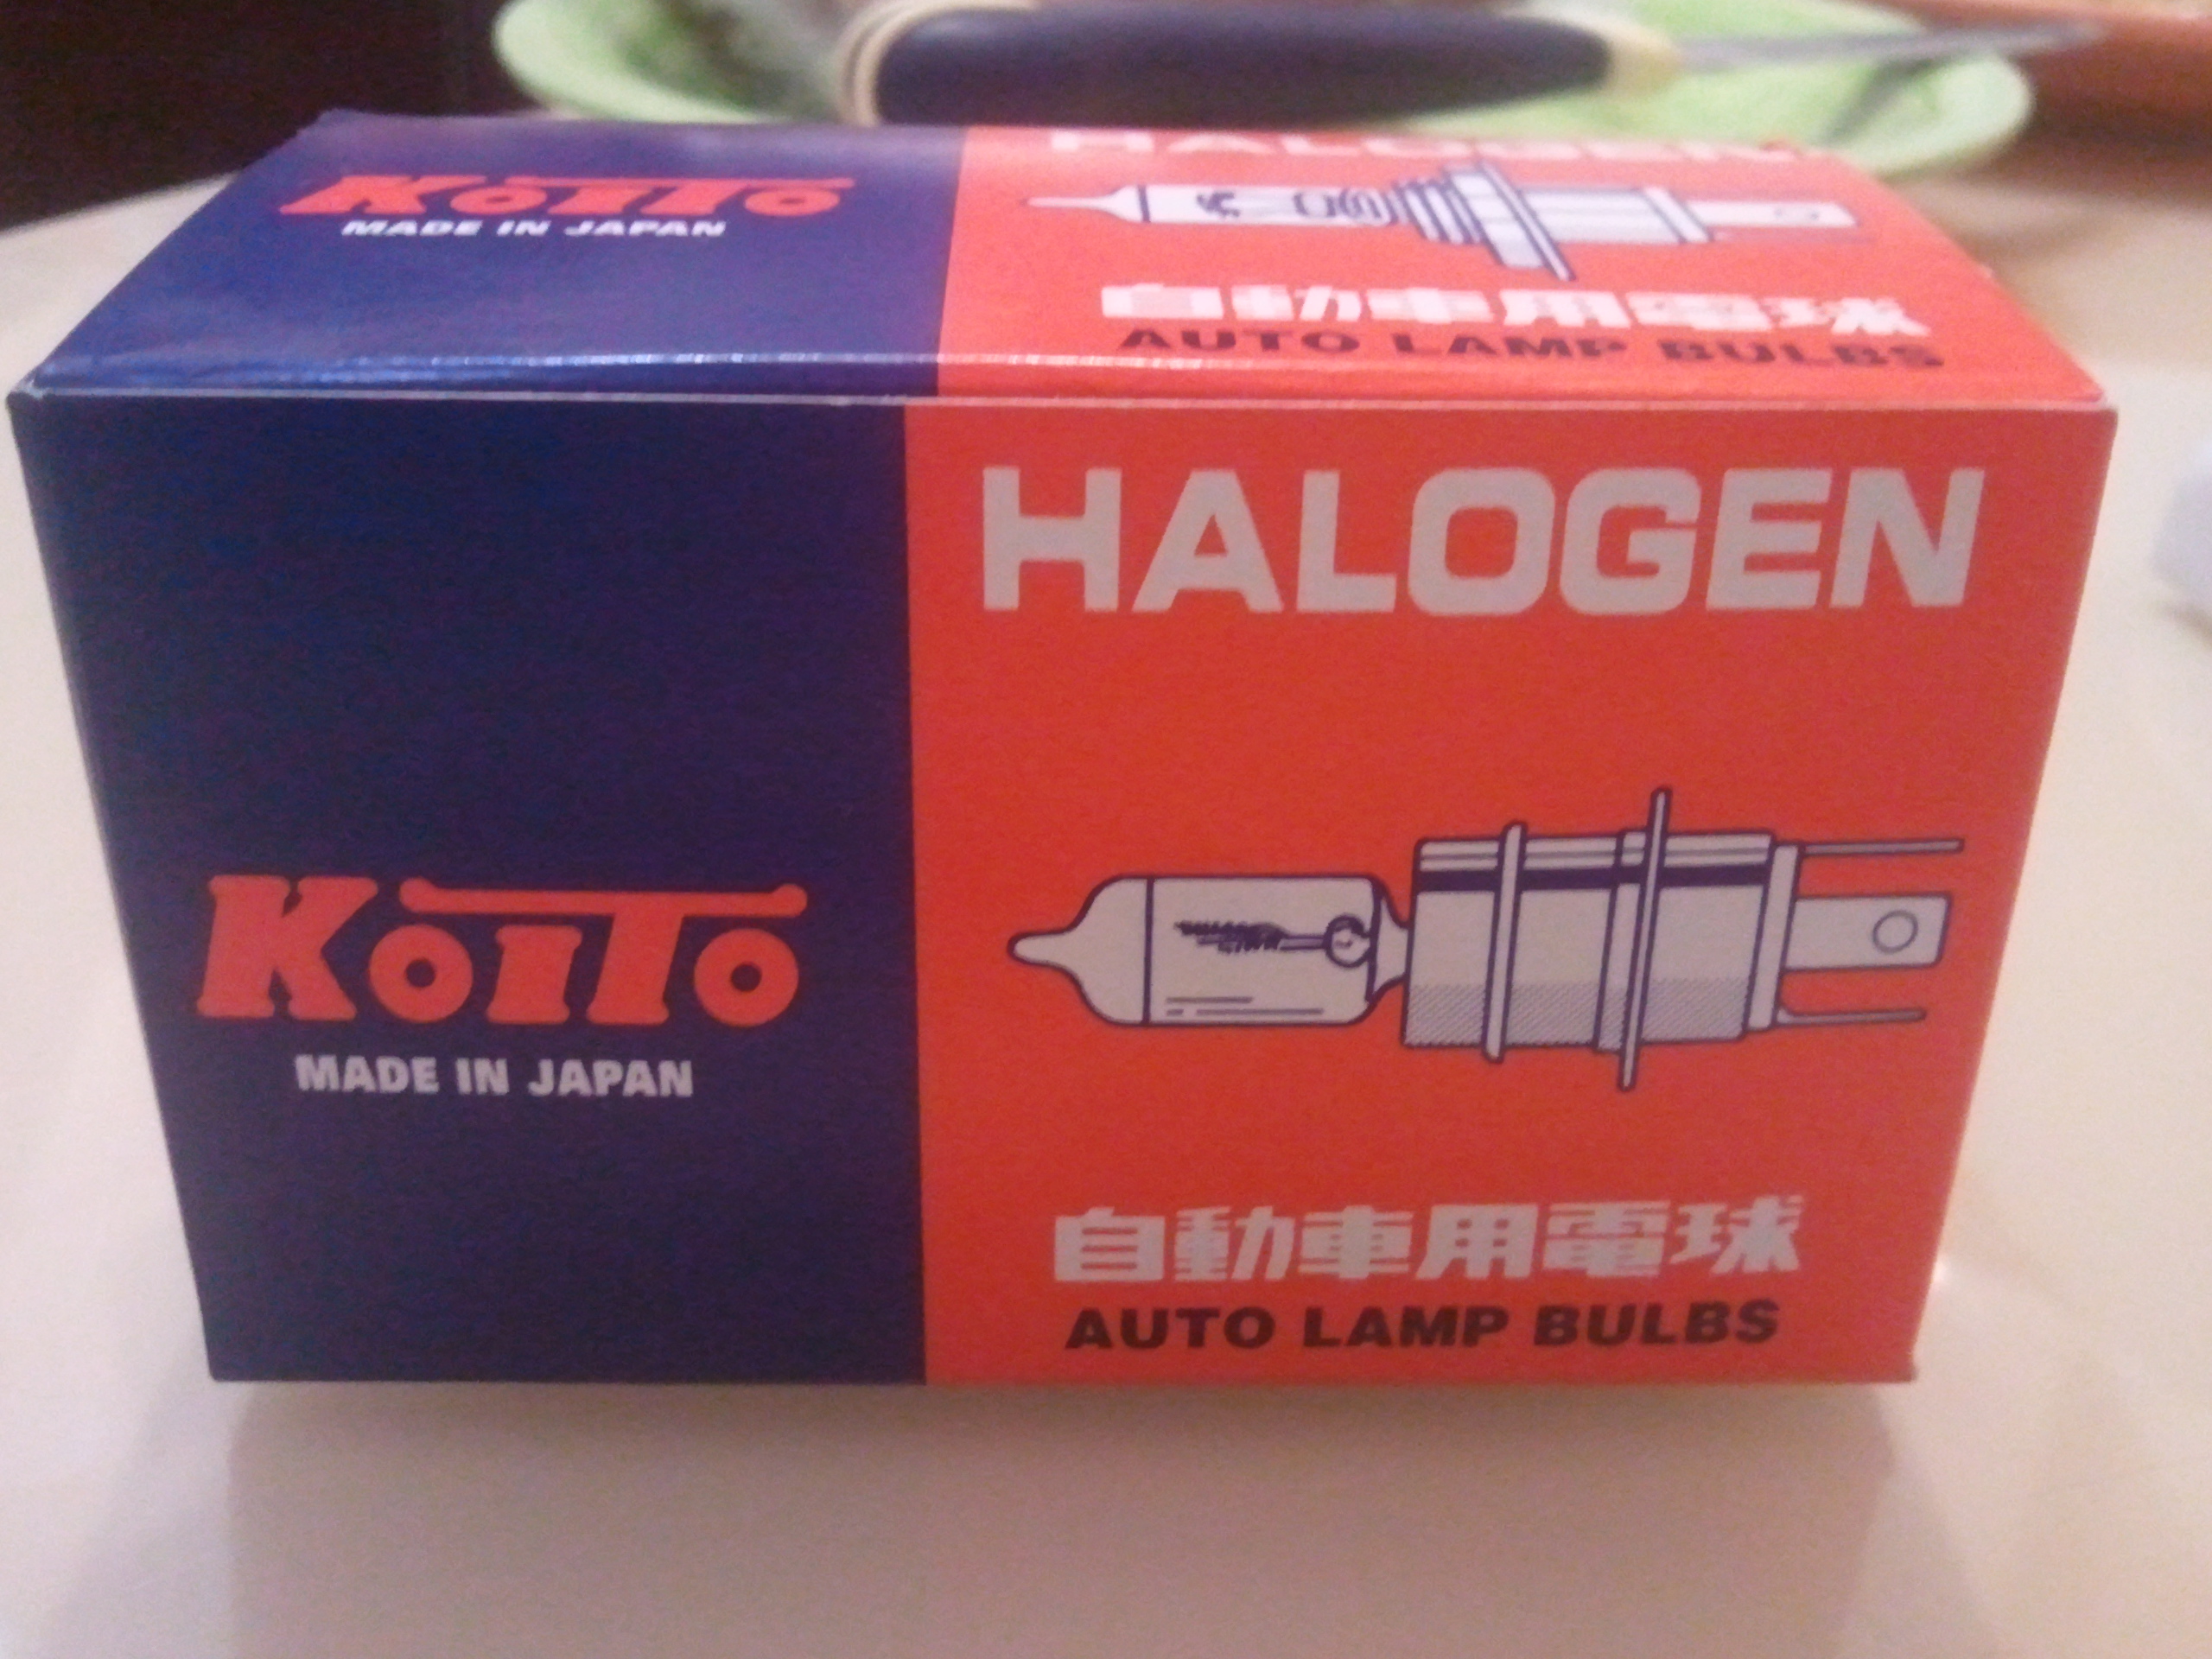 KoiTo
MADE IN JAPAN
HALOGEN
自動車用電球
AUTO LAMP BULBS
HALOGEN
KoiTo
MADE IN JAPAN
自動車用電球
AUTO LAMP BULBS